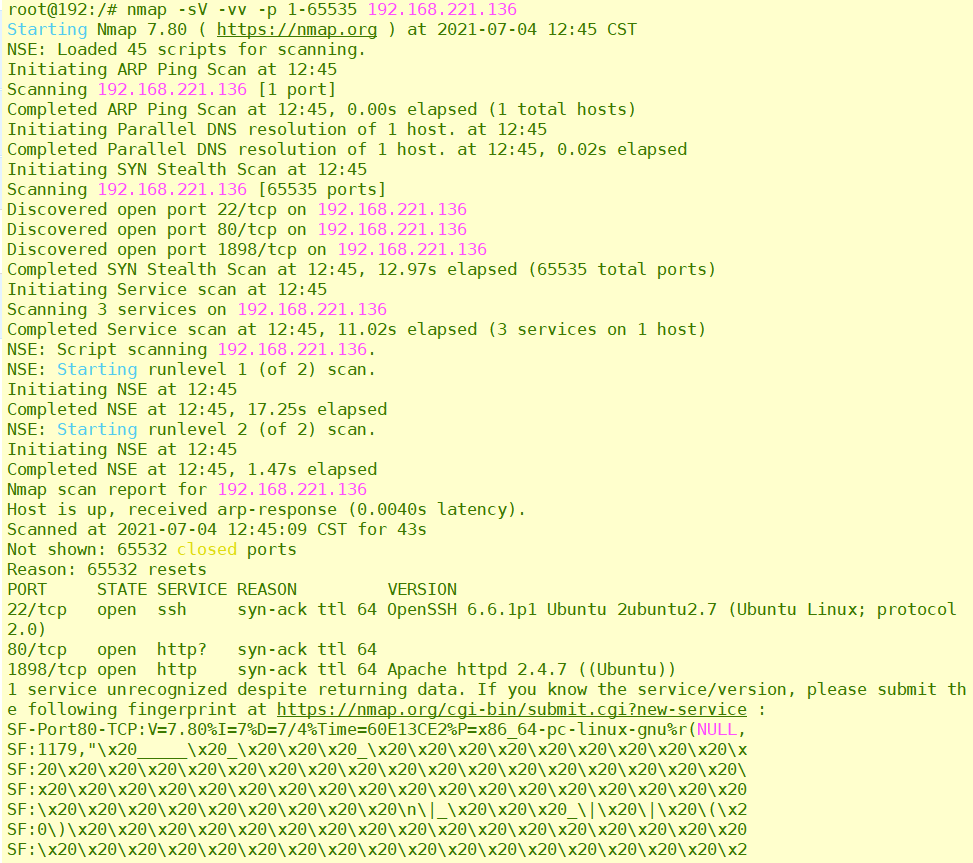 root@192:/# nmap -sV -vv -p 1-65535 192.168.221.136
Starting Nmap 7.80 ( https://nmap.org ) at 2021-07-04 12:45 CST
NSE: Loaded 45 scripts for scanning.
Initiating ARP Ping Scan at 12:45
Scanning 192.168.221.136 [1 port]
Completed ARP Ping Scan at 12:45, 0.00s elapsed (1 total hosts)
Initiating Parallel DNS resolution of 1 host. at 12:45
Completed Parallel DNS resolution of 1 host. at 12:45, 0.02s elapsed
Initiating SYN Stealth Scan at 12:45
Scanning 192.168.221.136 [65535 ports]
Discovered open port 22/tcp on 192.168.221.136
Discovered open port 80/tcp on 192.168.221.136
Discovered open port 1898/tcp on 192.168.221.136
Completed SYN Stealth Scan at 12:45, 12.97s elapsed (65535 total ports)
Initiating Service scan at 12:45
Scanning 3 services on 192.168.221.136
Completed Service scan at 12:45, 11.02s elapsed (3 services on 1 host)
NSE: Script scanning 192.168.221.136.
NSE: Starting runlevel 1 (of 2) scan.
Initiating NSE at 12:45
Completed NSE at 12:45, 17.25s elapsed
NSE: Starting runlevel 2 (of 2) scan.
Initiating NSE at 12:45
Completed NSE at 12:45, 1.47s elapsed
Nmap scan report for 192.168.221.136
Host is up, received arp-response (0.0040s latency).
Scanned at 2021-07-04 12:45:09 CST for 43s
Not shown: 65532 closed ports
Reason: 65532 resets
PORT     STATE SERVICE REASON         VERSION
22/tcp   open  ssh     syn-ack ttl 64 OpenSSH 6.6.1p1 Ubuntu 2ubuntu2.7 (Ubuntu Linux; protocol
2.0)
80/tcp   open  http?   syn-ack ttl 64
1898/tcp open  http    syn-ack ttl 64 Apache httpd 2.4.7 ((Ubuntu))
1 service unrecognized despite returning data. If you know the service/version, please submit th
e following fingerprint at https://nmap.org/cgi-bin/submit.cgi?new-service :
SF-Port80-TCP:V=7.80%I=7%D=7/4%Time=60E13CE2%P=x86_64-pc-linux-gnu%r(NULL,
SF:1179,"\x20_____\x20_\x20\x20\x20_\x20\x20\x20\x20\x20\x20\x20\x20\x20\x
SF:20\x20\x20\x20\x20\x20\x20\x20\x20\x20\x20\x20\x20\x20\x20\x20\x20\x20\
SF:x20\x20\x20\x20\x20\x20\x20\x20\x20\x20\x20\x20\x20\x20\x20\x20\x20\x20
SF:\x20\x20\x20\x20\x20\x20\x20\x20\x20\n\|_\x20\x20\x20_\|\x20\|\x20\(\x2
SF:0\)\x20\x20\x20\x20\x20\x20\x20\x20\x20\x20\x20\x20\x20\x20\x20\x20\x20
SF:\x20\x20\x20\x20\x20\x20\x20\x20\x20\x20\x20\x20\x20\x20\x20\x20\x20\x2